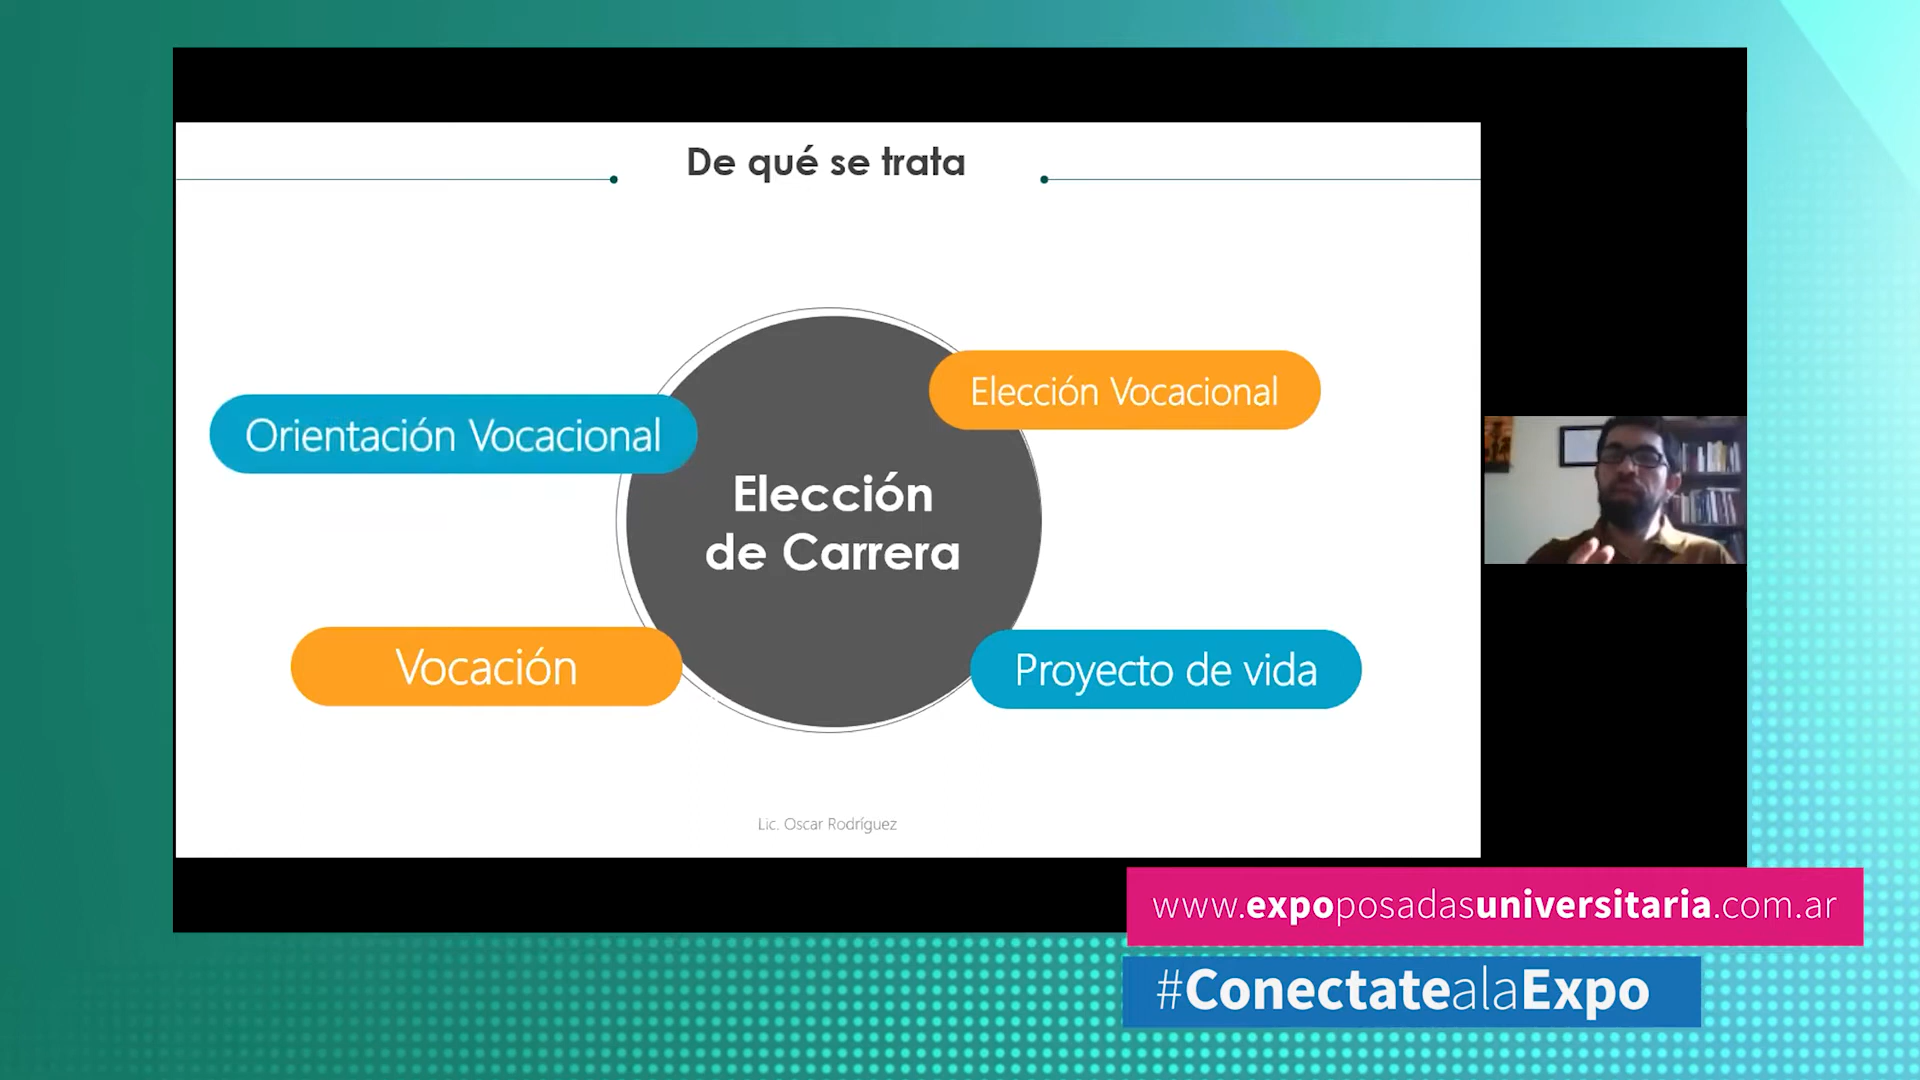 De qué se trata
Orientación Vocacional
Elección Vocacional
Elección
de Carrera
Vocación
Proyecto de vida
Lic. Oscar Rodríguez
www.expoposadasuniversitaria.com.ar
#ConectatealaExpo